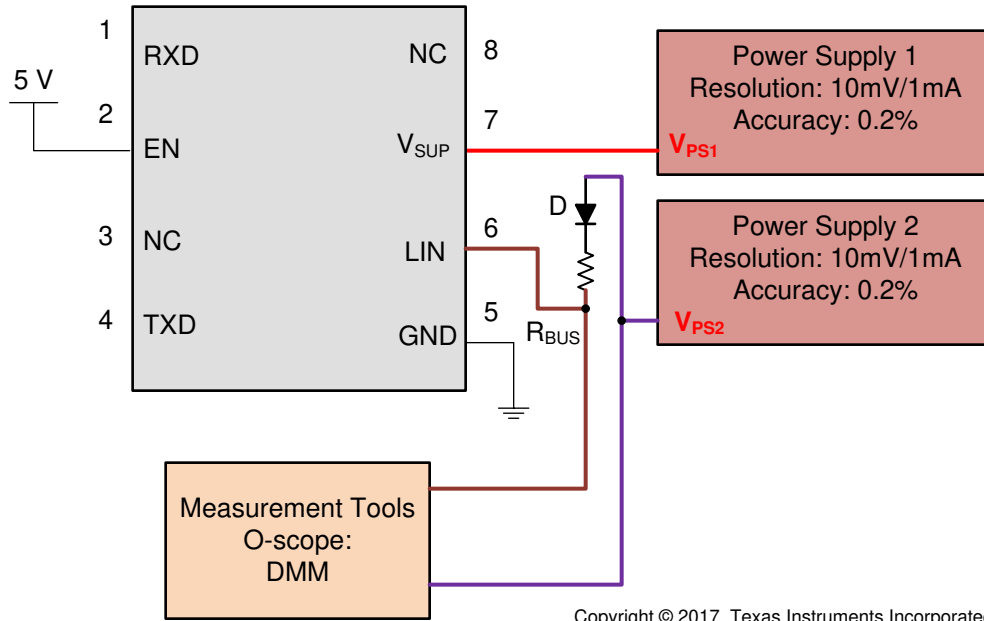 1
RXD
NC
8
5 V
2
EN
7
VSUP
Power Supply 1
Resolution: 10mV/1mA
Accuracy: 0.2%
VPS1
D
3
NC
6
LIN
Power Supply 2
Resolution: 10mV/1mA
Accuracy: 0.2%
VPS2
4
TXD
5
GND
RBUS
Measurement Tools
O-scope:
DMM
Copyright © 2017, Texas Instruments Incorporated